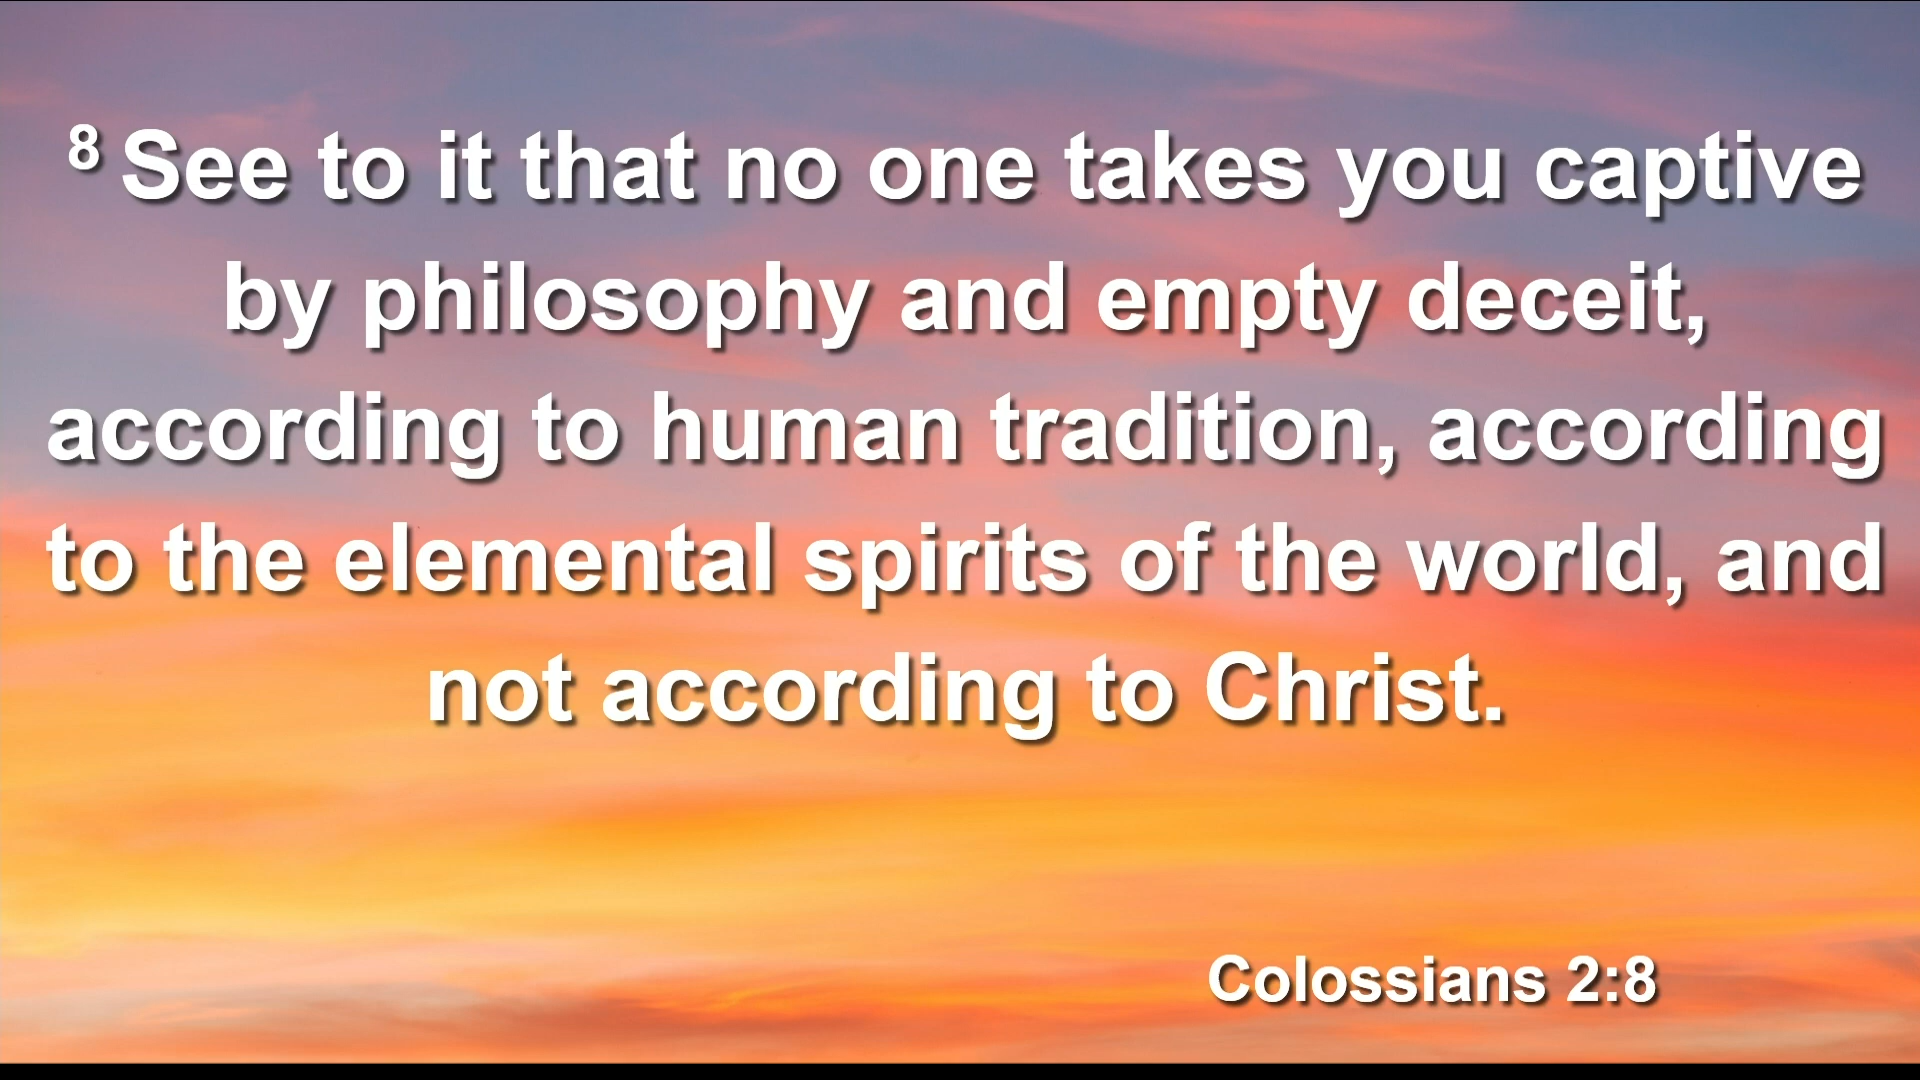 8 See to it that no one takes you captive
by philosophy and empty deceit,
according to human tradition, according
to the elemental spirits of the world, and
not according to Christ.
Colossians 2:8